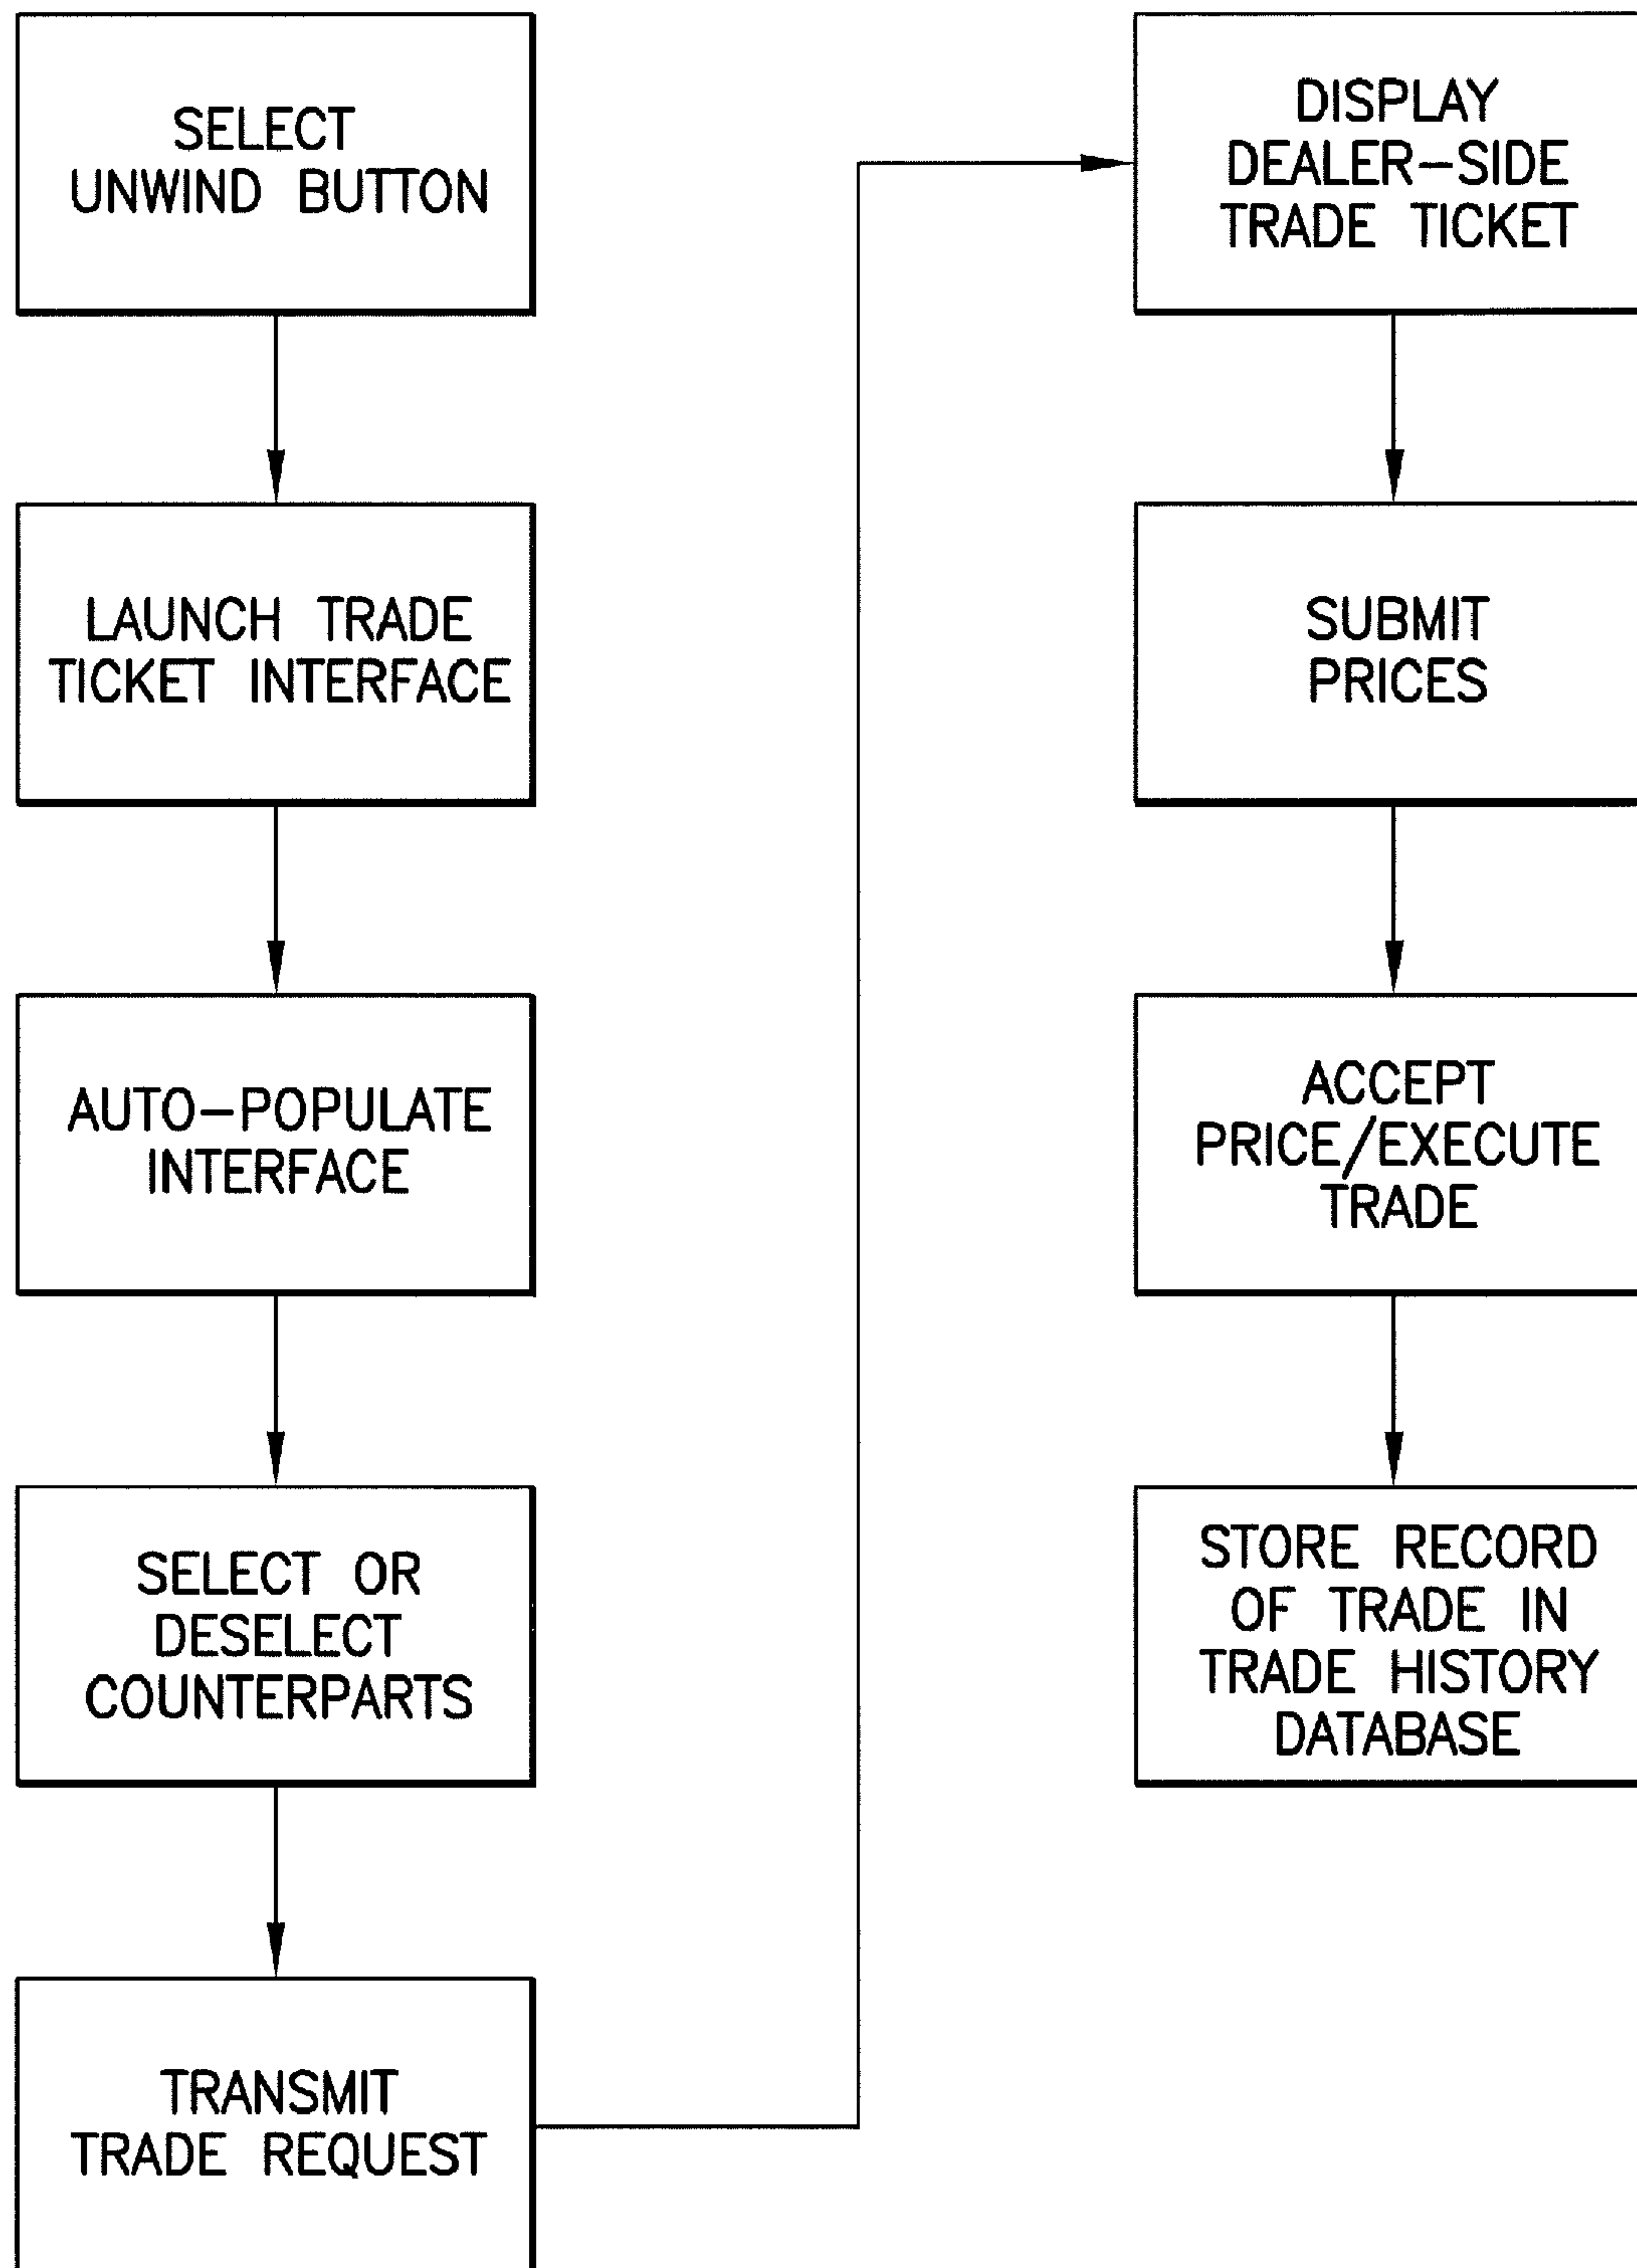 SELECT
UNWIND BUTTON
LAUNCH TRADE
TICKET INTERFACE
AUTO-POPULATE
INTERFACE
SELECT OR
DESELECT
COUNTERPARTS
TRANSMIT
TRADE REQUEST
DISPLAY
DEALER-SIDE
TRADE TICKET
SUBMIT
PRICES
ACCEPT
PRICE/EXECUTE
TRADE
STORE RECORD
OF TRADE IN
TRADE HISTORY
DATABASE